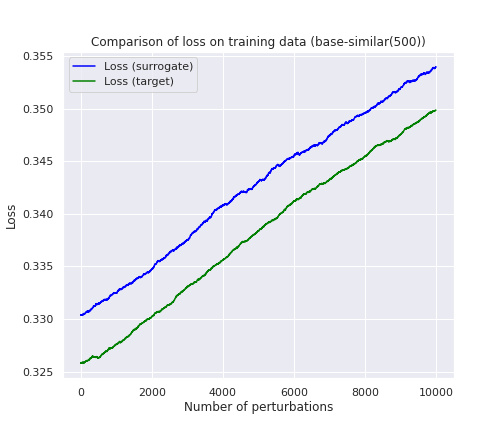 Comparison of loss on training data (base-similar(500))
Loss (surrogate)
Loss (target)
0.355
0.350
0.345
0.340
0.335
0.330
0.325
Loss
0 2000 4000 6000 8000 10000
Number of perturbations